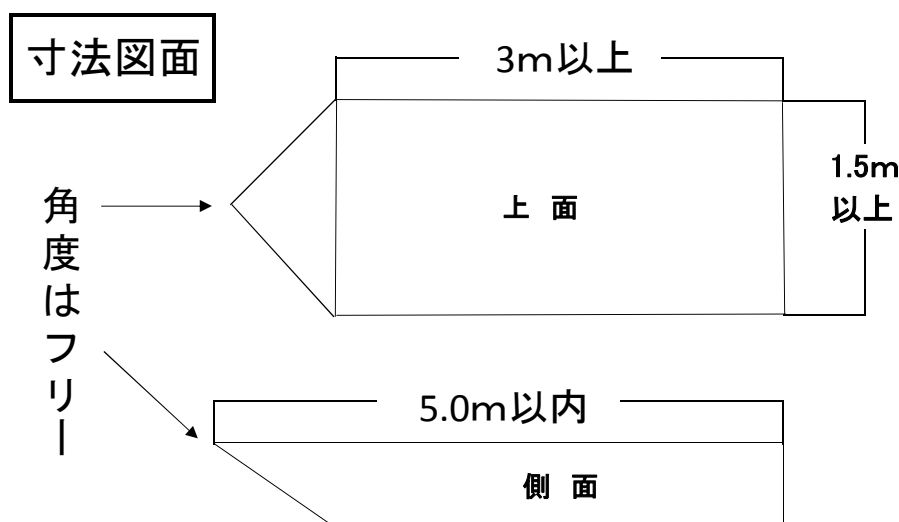 寸法図面
3m以上
1.5m
以上
上 面
角度はフリー
5.0m以内
側 面